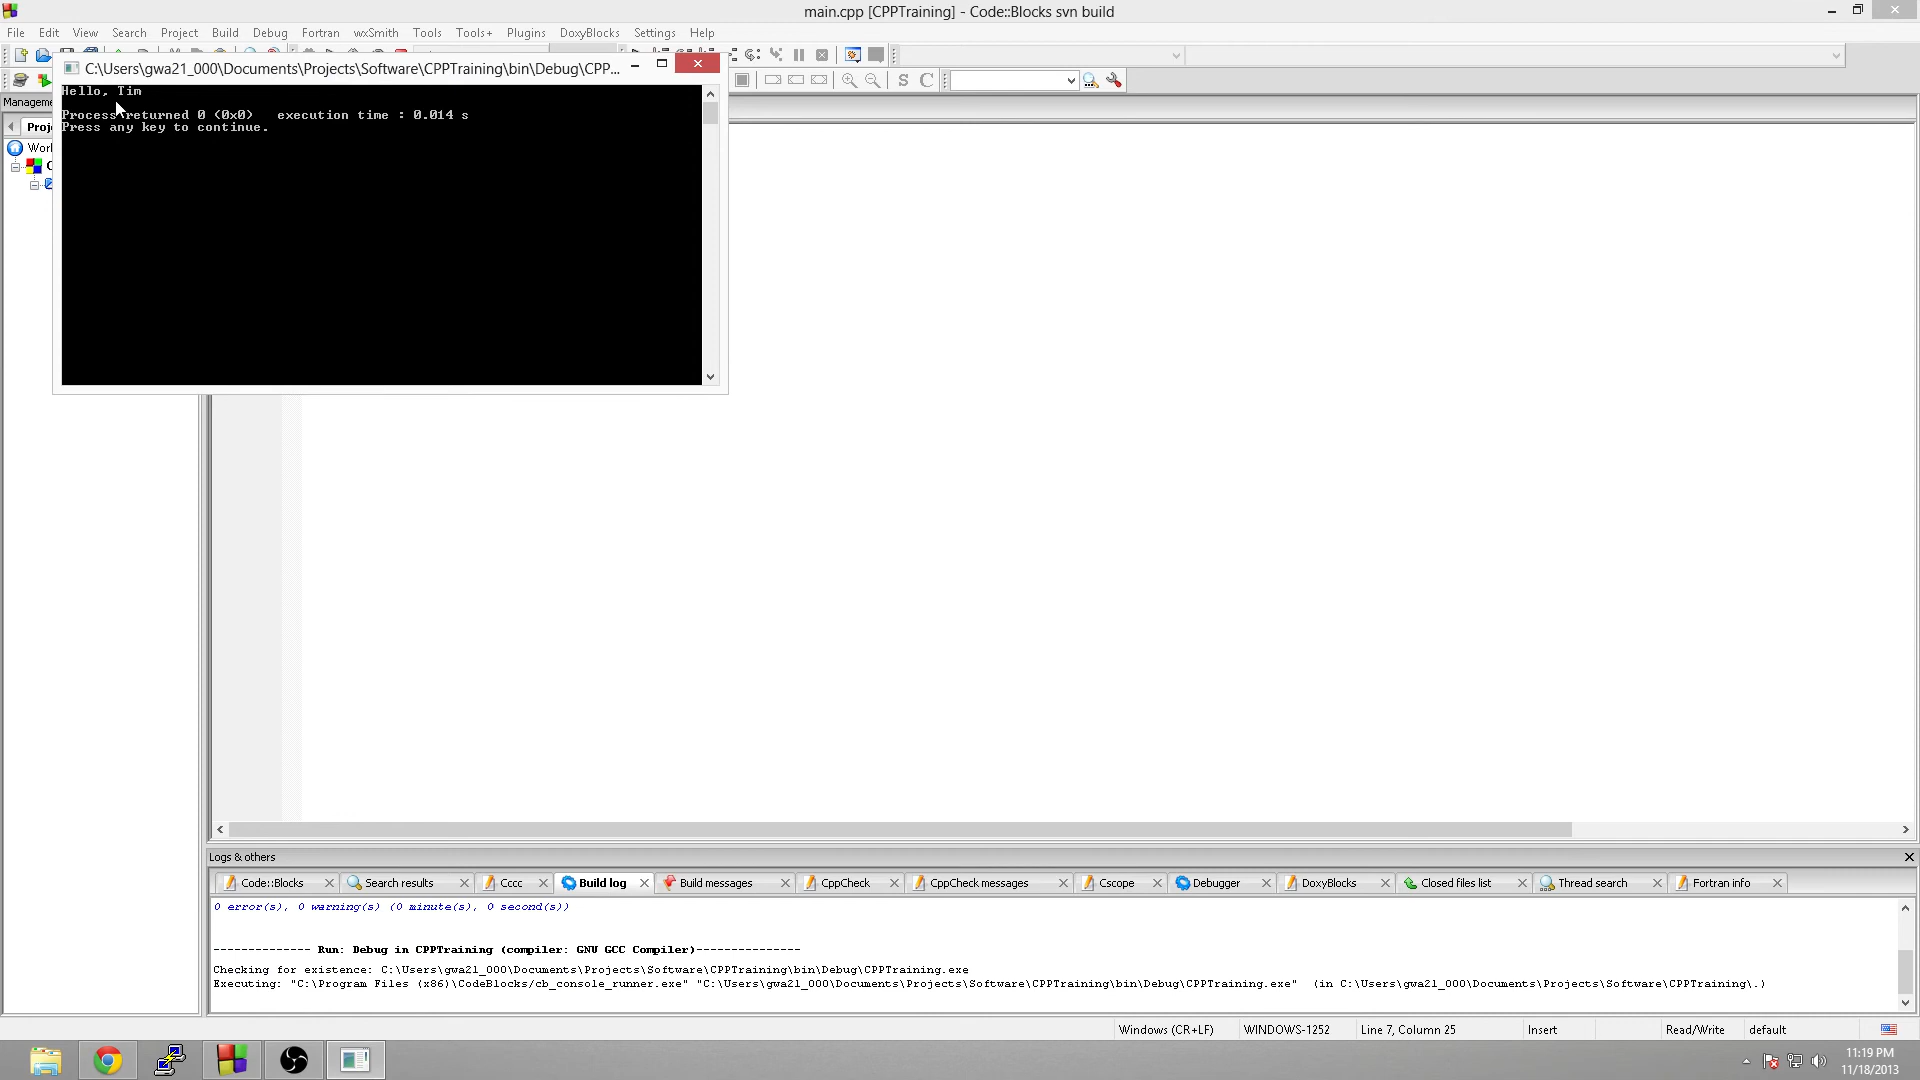 main.cpp [CPPTraining] - Code::Blocks svn build
File Edit View Search Project Build Debug Fortran wxSmith Tools Tools+ Plugins DoxyBlocks Settings Help
C:\Users\gwa21_000\Documents\Projects\Software\CPPTraining\bin\Debug\CPP...
Hello, Tim
Process returned 0 (0x0) execution time : 0.014 s
Press any key to continue.
Manageme
Proj
Work
C
S C
Logs & others
Code::Blocks Search results Cccc Build log Build messages CppCheck CppCheck messages Cscope Debugger DoxyBlocks Closed files list Thread search Fortran info
0 error(s), 0 warning(s) (0 minute(s), 0 second(s))
-------------- Run: Debug in CPPTraining (compiler: GNU GCC Compiler)---------------
Checking for existence: C:\Users\gwa21_000\Documents\Projects\Software\CPPTraining\bin\Debug\CPPTraining.exe
Executing: "C:\Program Files (x86)\CodeBlocks/cb_console_runner.exe" "C:\Users\gwa21_000\Documents\Projects\Software\CPPTraining\bin\Debug\CPPTraining.exe" (in C:\Users\gwa21_000\Documents\Projects\Software\CPPTraining\.)
Windows (CR+LF) WINDOWS-1252 Line 7, Column 25 Insert Read/Write default
11:19 PM
11/18/2013